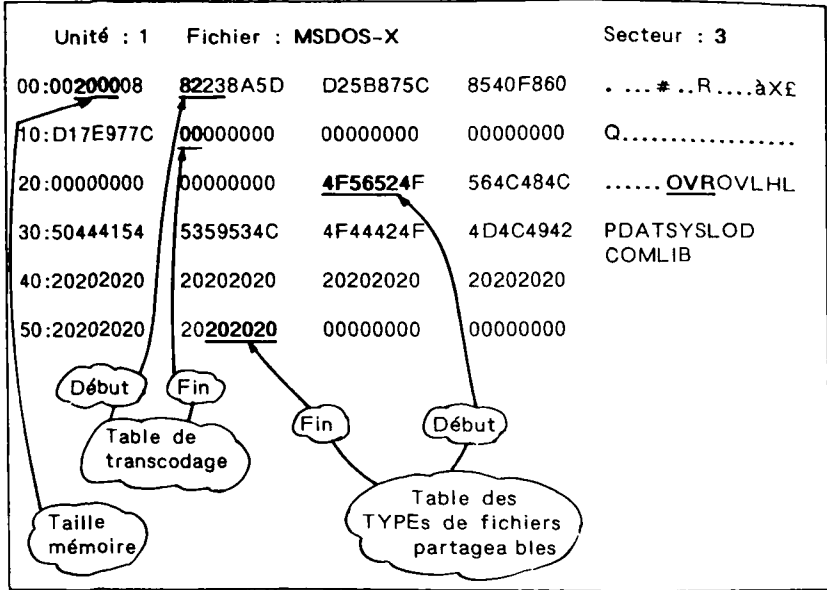 Unité : 1 Fichier : MSDOS-X Secteur : 3
00:00200008 82238A5D D25B875C 8540F860 . ...#..R....àX£
10:D17E977C 00000000 00000000 00000000 Q..................
20:00000000 00000000 4F56524F 564C484C ...... OVROVLHL
30:50444154 5359534C 4F44424F 4D4C4942 PDATSYSLOD
COMLIB
40:20202020 20202020 20202020 20202020
50:20202020 20202020 00000000 00000000
Début
Fin
Fin
Début
Table de
transcodage
Table des
TYPEs de fichiers
partagea bles
Taille
mémoire